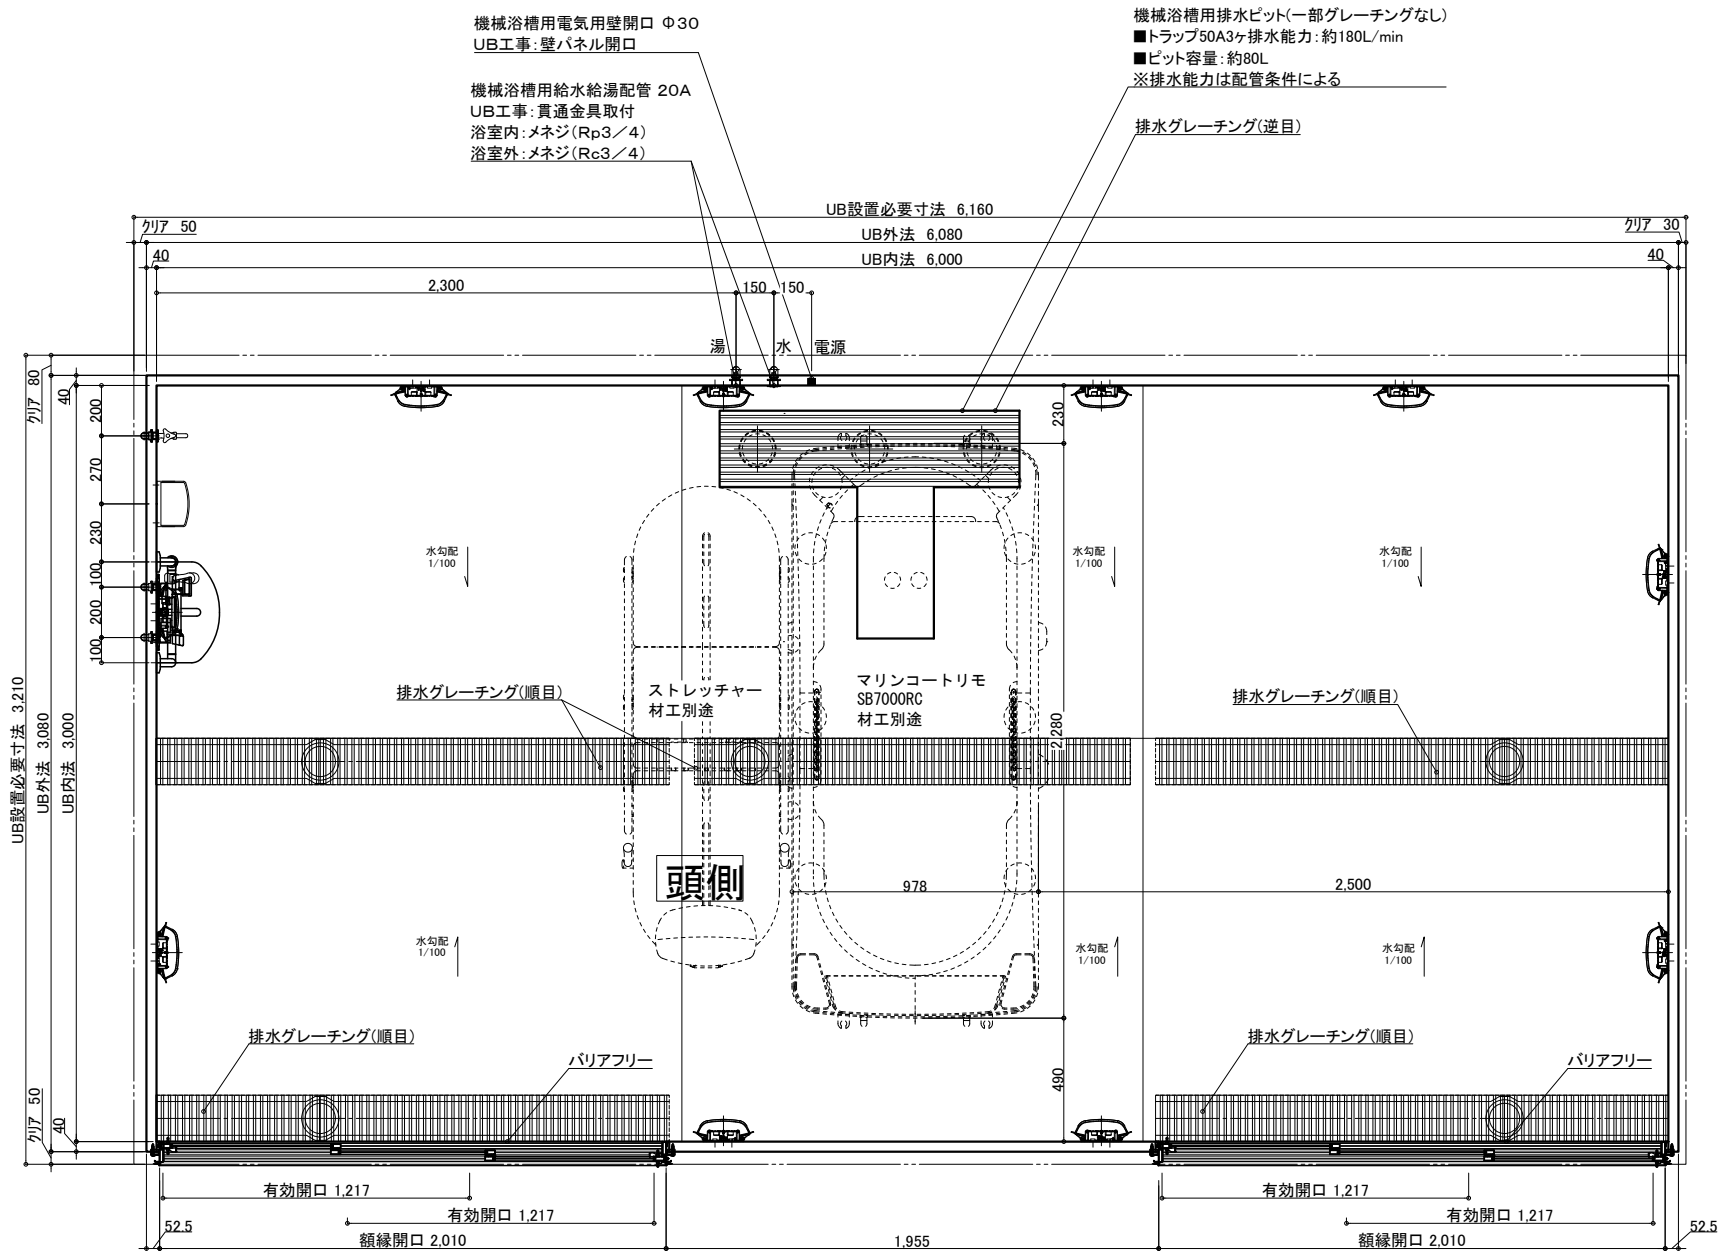 機械浴槽用電気用壁開口 Φ30
UB工事:壁パネル開口
機械浴槽用給水給湯配管 20A
UB工事:貫通金具取付
浴室内:メネジ(Rp3/4)
浴室外:メネジ(Rc3/4)
機械浴槽用排水ピット(一部グレーチングなし)
■トラップ50A3ヶ排水能力:約180L/min
■ピット容量:約80L
※排水能力は配管条件による
排水グレーチング(逆目)
UB設置必要寸法 6,160
クリア 50
クリア 30
UB外法 6,080
40
UB内法 6,000
40
2,300
150
150
湯
水
電源
クリア 80
40
200
270
230
100
200
100
UB設置必要寸法 3,210
UB外法 3,080
UB内法 3,000
クリア 50
40
230
水勾配
1/100
水勾配
1/100
水勾配
1/100
排水グレーチング(順目)
ストレッチャー
材工別途
マリンコートリモ
SB7000RC
材工別途
排水グレーチング(順目)
2,280
頭側
978
2,500
水勾配
1/100
水勾配
1/100
水勾配
1/100
排水グレーチング(順目)
バリアフリー
490
排水グレーチング(順目)
バリアフリー
有効開口 1,217
有効開口 1,217
有効開口 1,217
有効開口 1,217
52.5
額縁開口 2,010
1,955
額縁開口 2,010
52.5